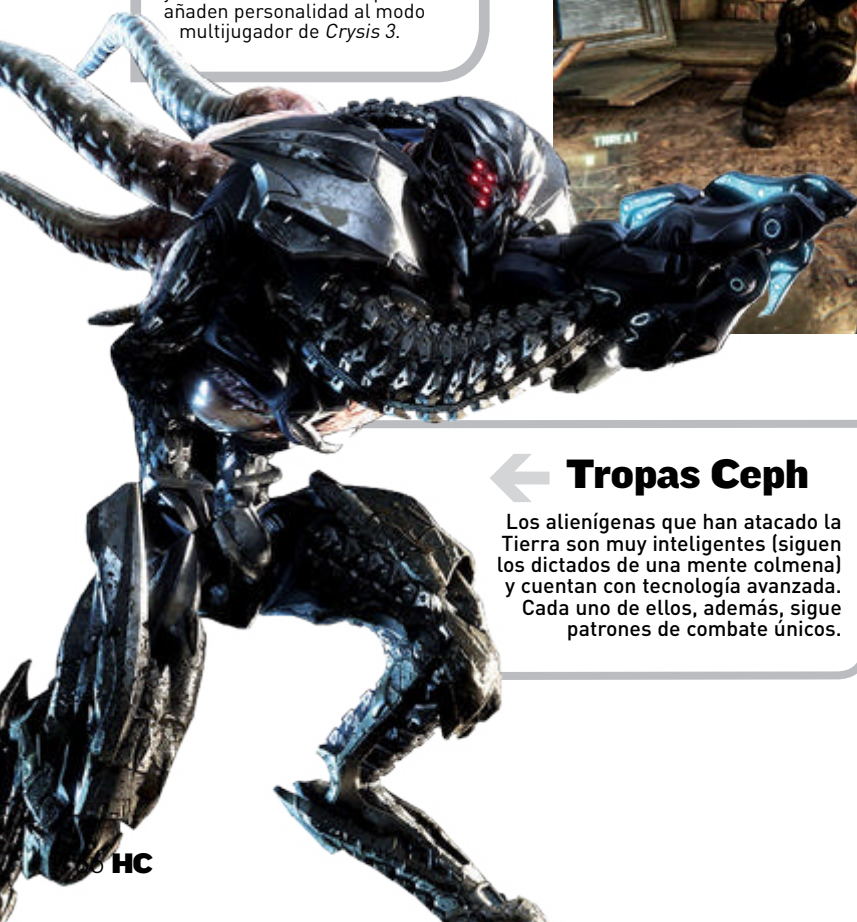 añaden personalidad al modo
multijugador de Crysis 3.
THREAT
Tropas Ceph
Los alienígenas que han atacado la
Tierra son muy inteligentes (siguen
los dictados de una mente colmena)
y cuentan con tecnología avanzada.
Cada uno de ellos, además, sigue
patrones de combate únicos.
HC